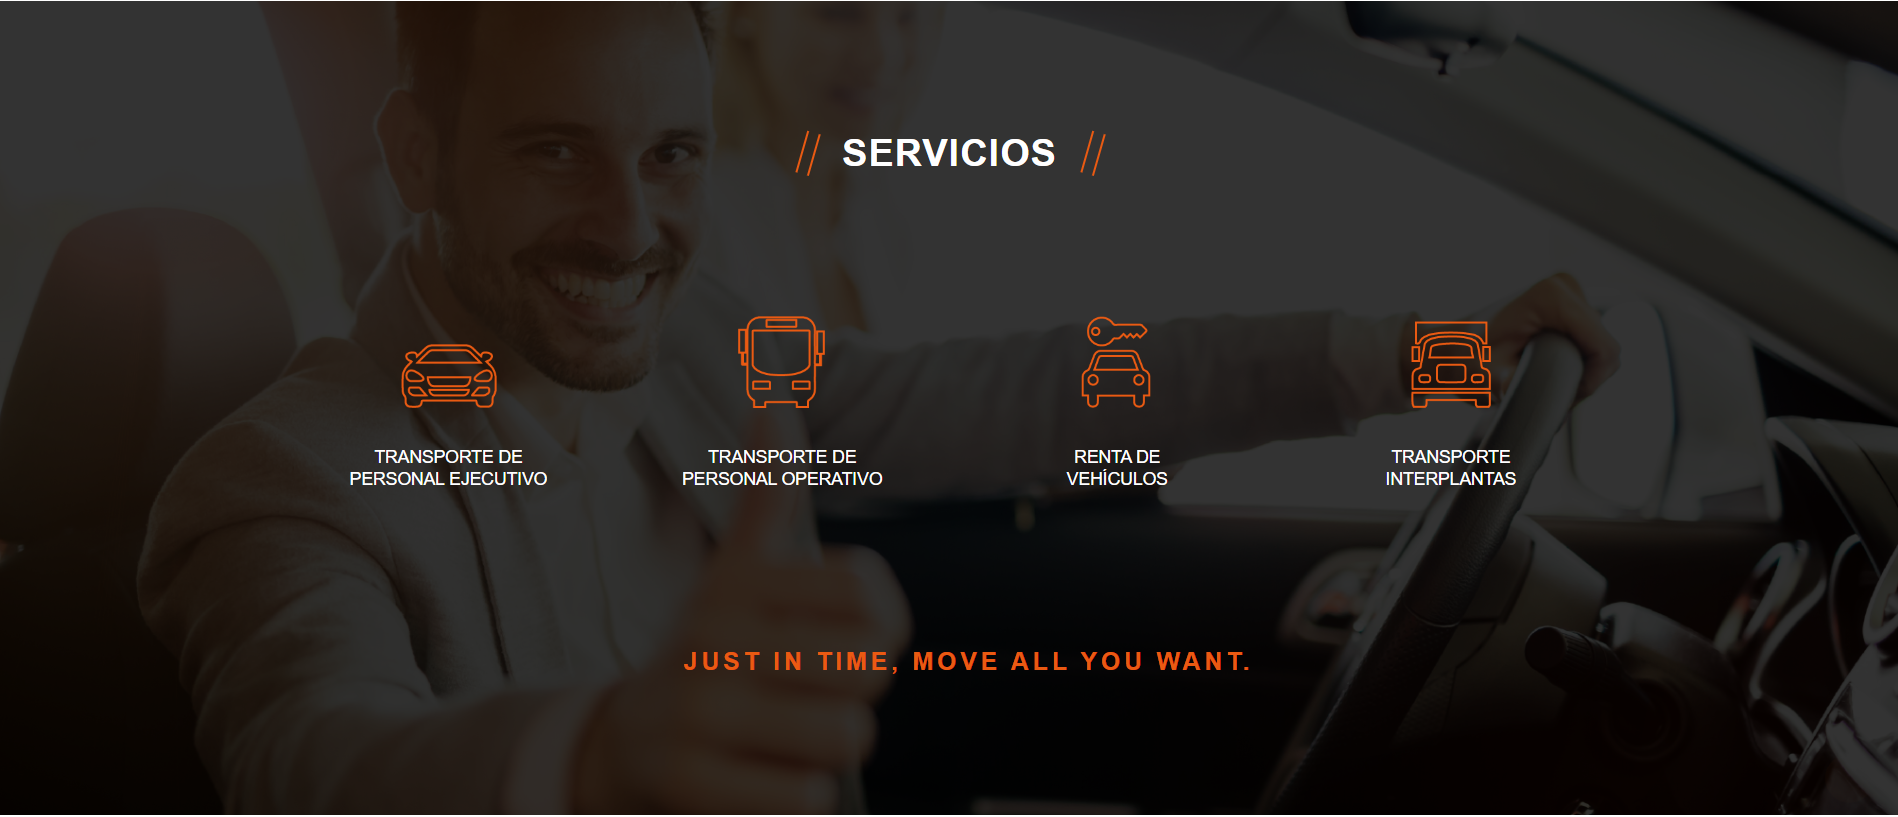 // SERVICIOS //
TRANSPORTE DE
PERSONAL EJECUTIVO
TRANSPORTE DE
PERSONAL OPERATIVO
RENTA DE
VEHÍCULOS
TRANSPORTE
INTERPLANTAS
JUST IN TIME, MOVE ALL YOU WANT.